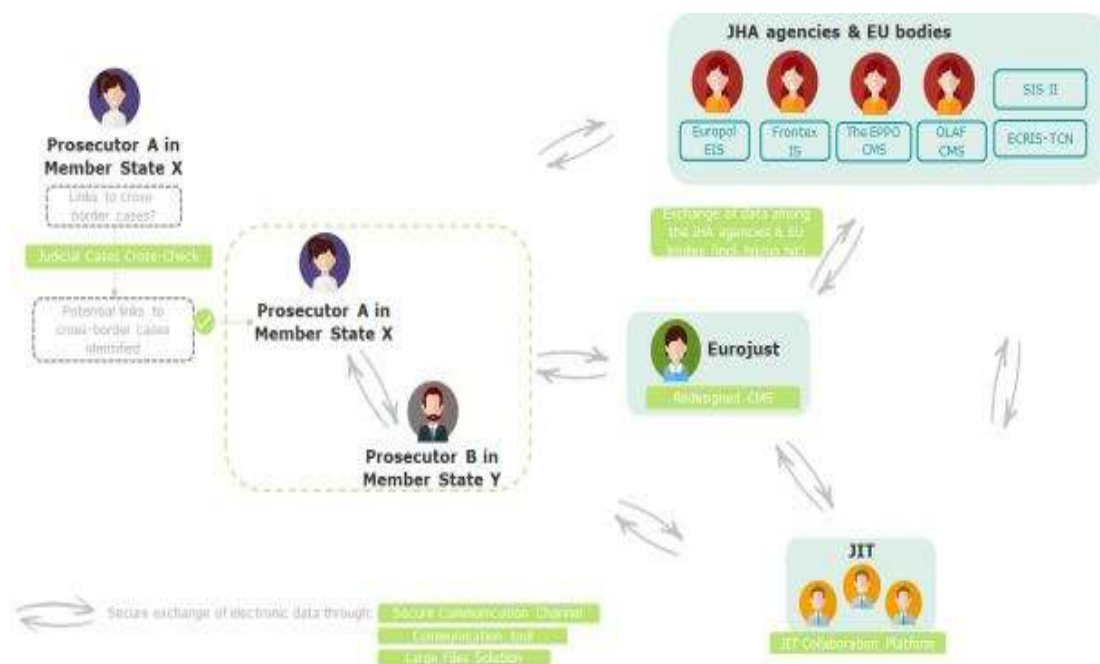 JHA agencies & EU bodies
SIS II
Europol
EIS
Frontex
IS
The EPPO
CMS
OLAF
CMS
ECRIS-TCN
Prosecutor A in
Member State X
Links to cross-
border cases?
Judicial Cases Cross-Check
Potential links to
cross-border cases
identified
Prosecutor A in
Member State X
Prosecutor B in
Member State Y
Exchange of data among
the JHA agencies & EU
bodies (incl.
Eurojust
Redesigned CMS
JIT
JIT Collaboration Platform
Secure exchange of electronic data through:
Secure Communication Channel
Communication Tool
Large Files Solution